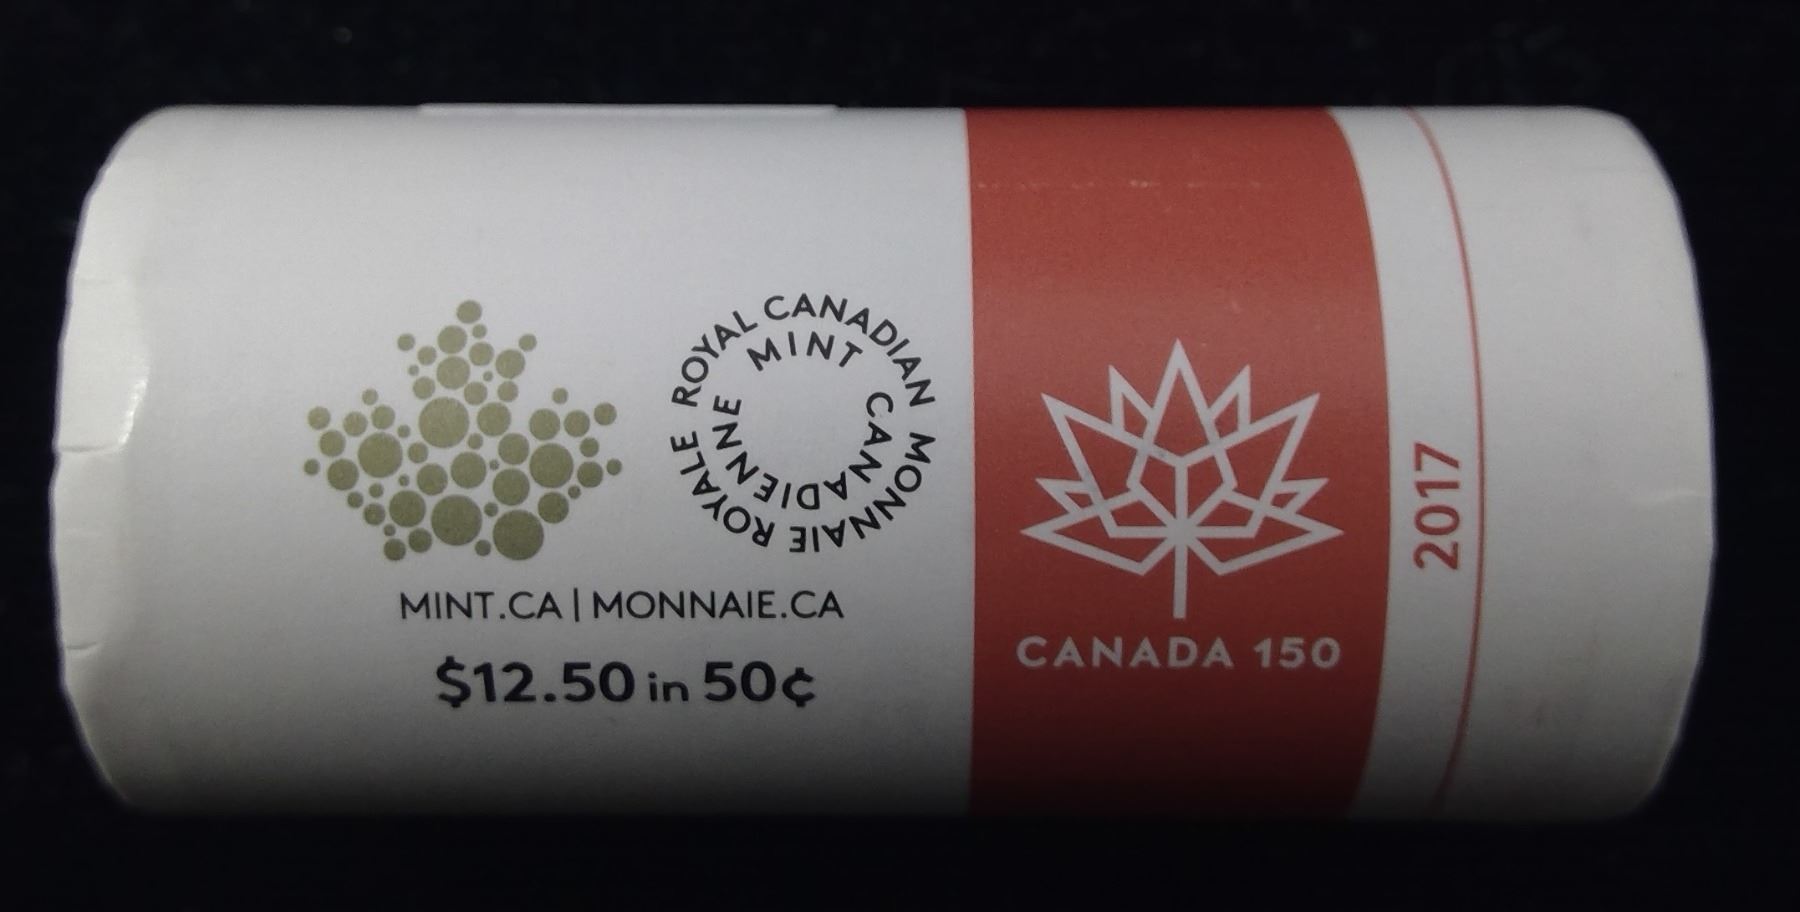 ROYAL CANADIAN MINT
MONNAIE ROYALE CANADIENNE
MINT.CA | MONNAIE.CA
$12.50 in 50¢
CANADA 150
2017